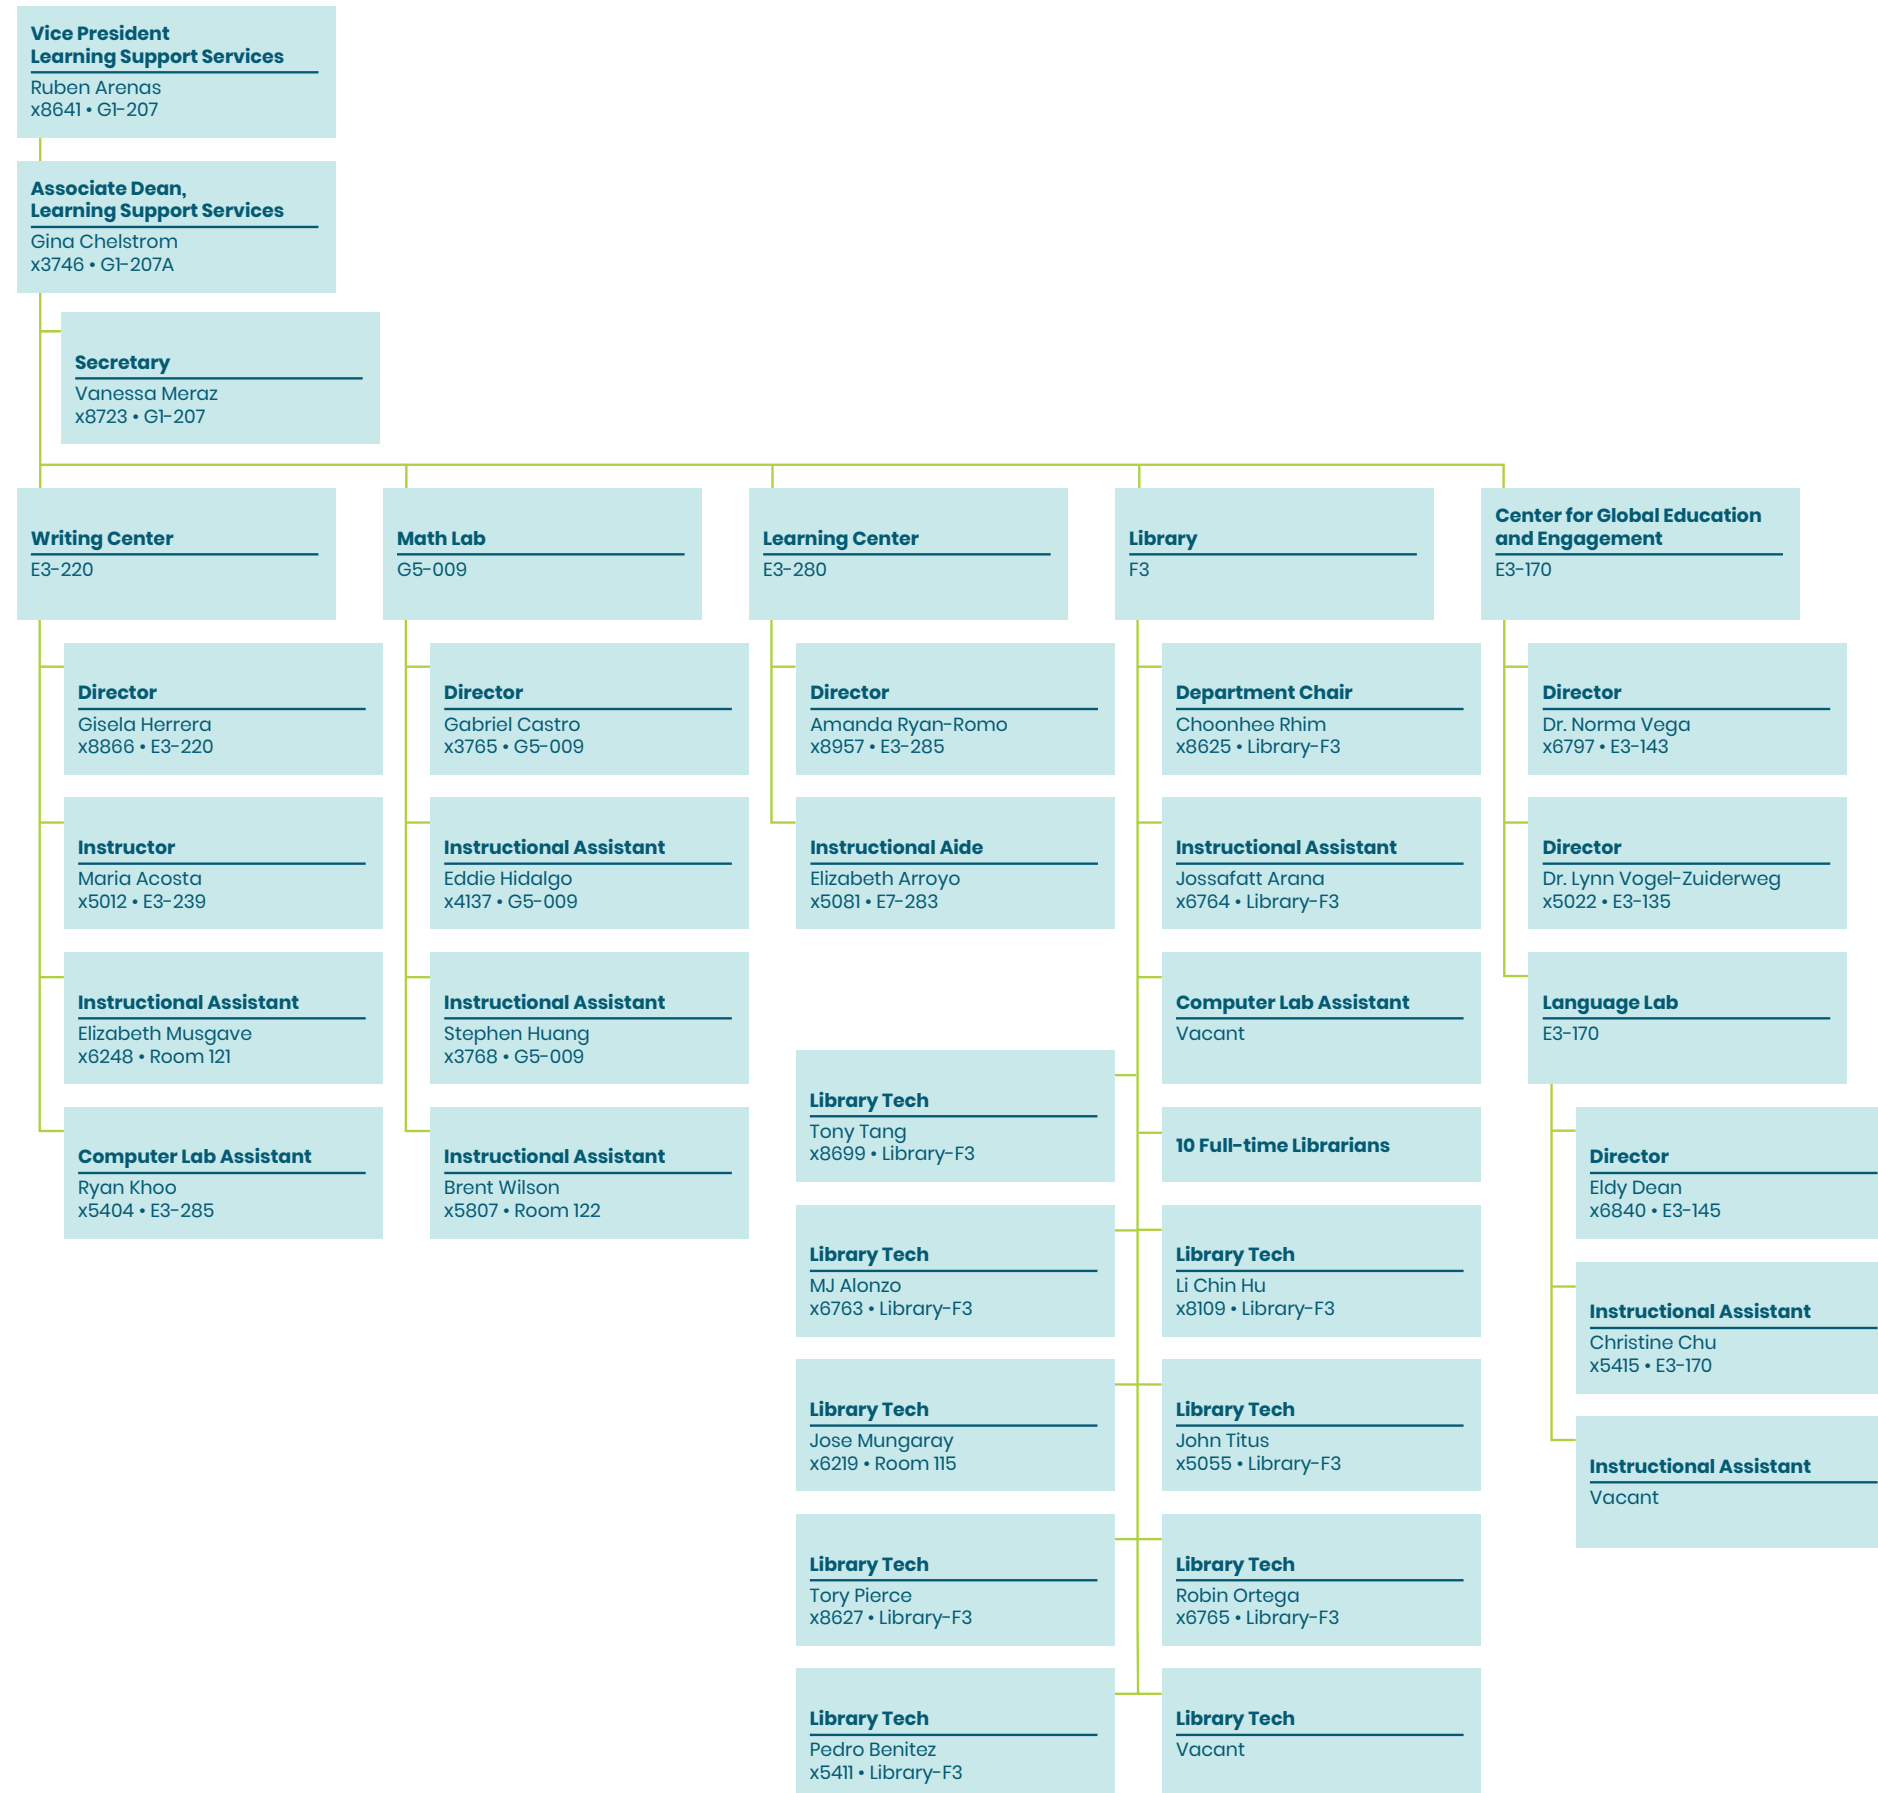 Vice President
Learning Support Services
Ruben Arenas
x8641 • G1-207
Associate Dean,
Learning Support Services
Gina Chelstrom
x3746 • G1-207A
Secretary
Vanessa Meraz
x8723 • G1-207
Writing Center
E3-220
Director
Gisela Herrera
x8866 • E3-220
Instructor
Maria Acosta
x5012 • E3-239
Instructional Assistant
Elizabeth Musgave
x6248 • Room 121
Computer Lab Assistant
Ryan Khoo
x5404 • E3-285
Math Lab
G5-009
Director
Gabriel Castro
x3765 • G5-009
Instructional Assistant
Eddie Hidalgo
x4137 • G5-009
Instructional Assistant
Stephen Huang
x3768 • G5-009
Instructional Assistant
Brent Wilson
x5807 • Room 122
Learning Center
E3-280
Director
Amanda Ryan-Romo
x8957 • E3-285
Instructional Aide
Elizabeth Arroyo
x5081 • E7-283
Library
F3
Department Chair
Choonhee Rhim
x8625 • Library-F3
Instructional Assistant
Jossafatt Arana
x6764 • Library-F3
Computer Lab Assistant
Vacant
10 Full-time Librarians
Library Tech
Tony Tang
x8699 • Library-F3
Library Tech
MJ Alonzo
x6763 • Library-F3
Library Tech
Li Chin Hu
x8109 • Library-F3
Library Tech
Jose Mungaray
x6219 • Room 115
Library Tech
John Titus
x5055 • Library-F3
Library Tech
Tory Pierce
x8627 • Library-F3
Library Tech
Robin Ortega
x6765 • Library-F3
Library Tech
Pedro Benitez
x5411 • Library-F3
Library Tech
Vacant
Center for Global Education
and Engagement
E3-170
Director
Dr. Norma Vega
x6797 • E3-143
Director
Dr. Lynn Vogel-Zuiderweg
x5022 • E3-135
Language Lab
E3-170
Director
Eldy Dean
x6840 • E3-145
Instructional Assistant
Christine Chu
x5415 • E3-170
Instructional Assistant
Vacant